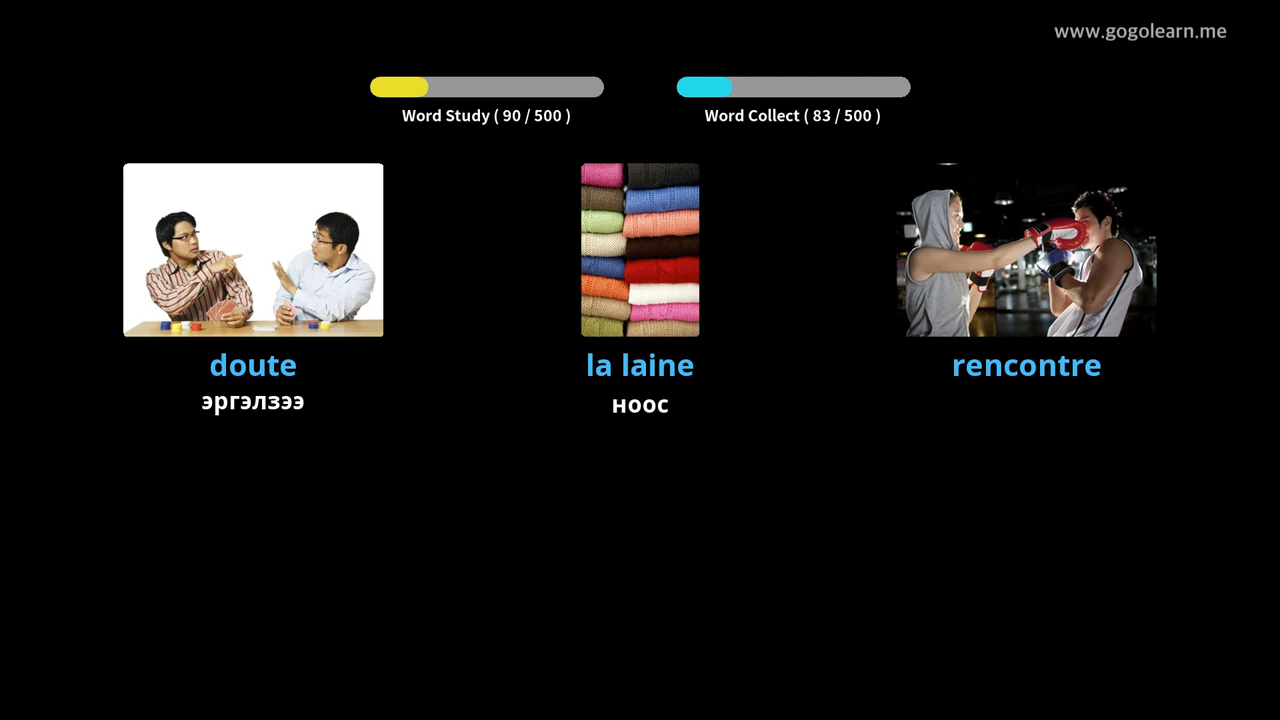 www.gogolearn.me
Word Study ( 90 / 500 )
Word Collect ( 83 / 500 )
doute
эргэлзээ
la laine
ноос
rencontre